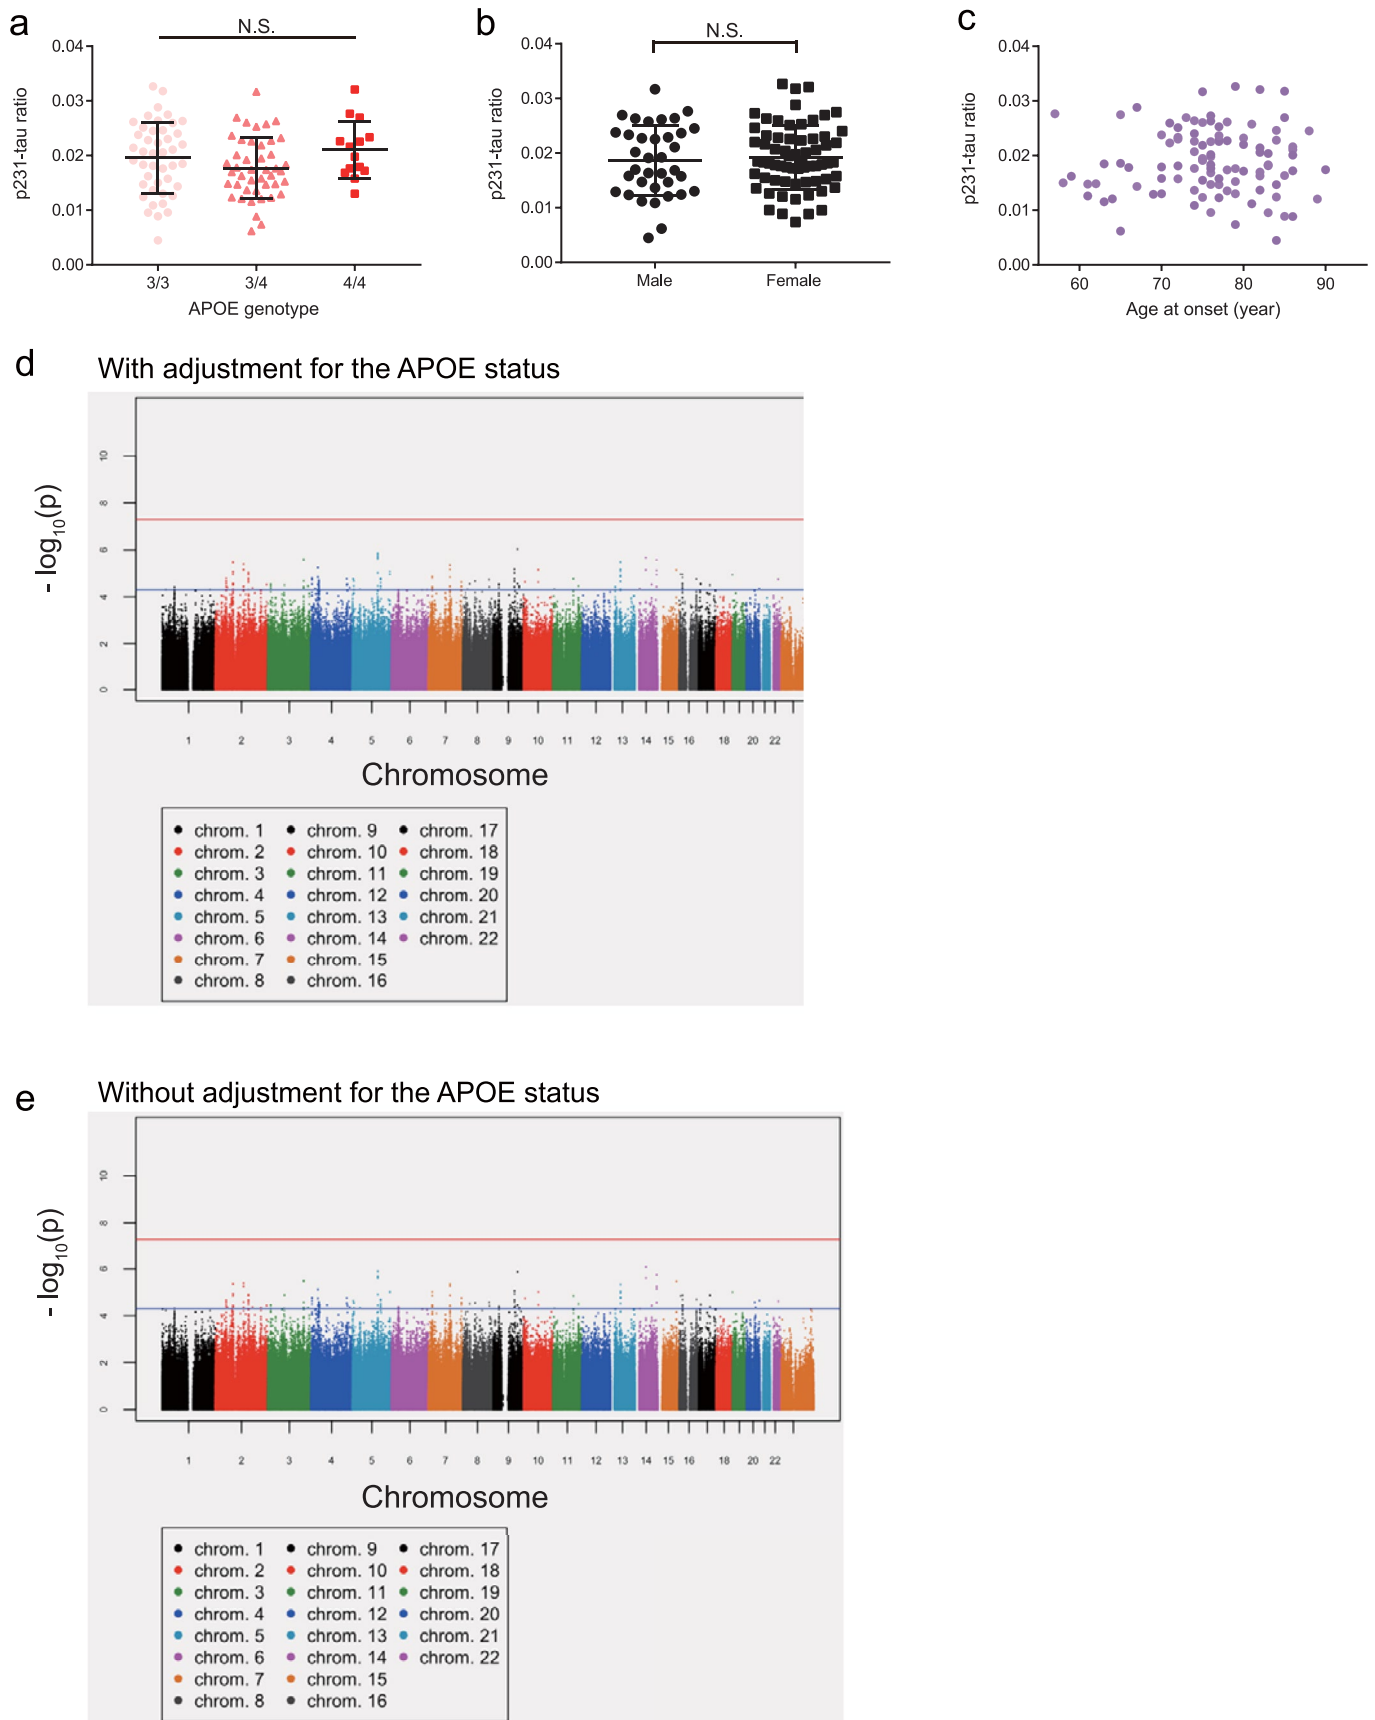 a
N.S.
0.04
0.03
0.02
0.01
0.00
p231-tau ratio
3/3 3/4 4/4
APOE genotype
b
N.S.
0.04
0.03
0.02
0.01
0.00
p231-tau ratio
Male Female
c
0.04
0.03
0.02
0.01
0.00
p231-tau ratio
60 70 80 90
Age at onset (year)
d
With adjustment for the APOE status
10
8
6
4
2
0
- log10(p)
1 2 3 4 5 6 7 8 9 10 11 12 13 14 15 16 18 20 22
Chromosome
chrom. 1 chrom. 9 chrom. 17
chrom. 2 chrom. 10 chrom. 18
chrom. 3 chrom. 11 chrom. 19
chrom. 4 chrom. 12 chrom. 20
chrom. 5 chrom. 13 chrom. 21
chrom. 6 chrom. 14 chrom. 22
chrom. 7 chrom. 15
chrom. 8 chrom. 16
e
Without adjustment for the APOE status
10
8
6
4
2
0
- log10(p)
1 2 3 4 5 6 7 8 9 10 11 12 13 14 15 16 18 20 22
Chromosome
chrom. 1 chrom. 9 chrom. 17
chrom. 2 chrom. 10 chrom. 18
chrom. 3 chrom. 11 chrom. 19
chrom. 4 chrom. 12 chrom. 20
chrom. 5 chrom. 13 chrom. 21
chrom. 6 chrom. 14 chrom. 22
chrom. 7 chrom. 15
chrom. 8 chrom. 16